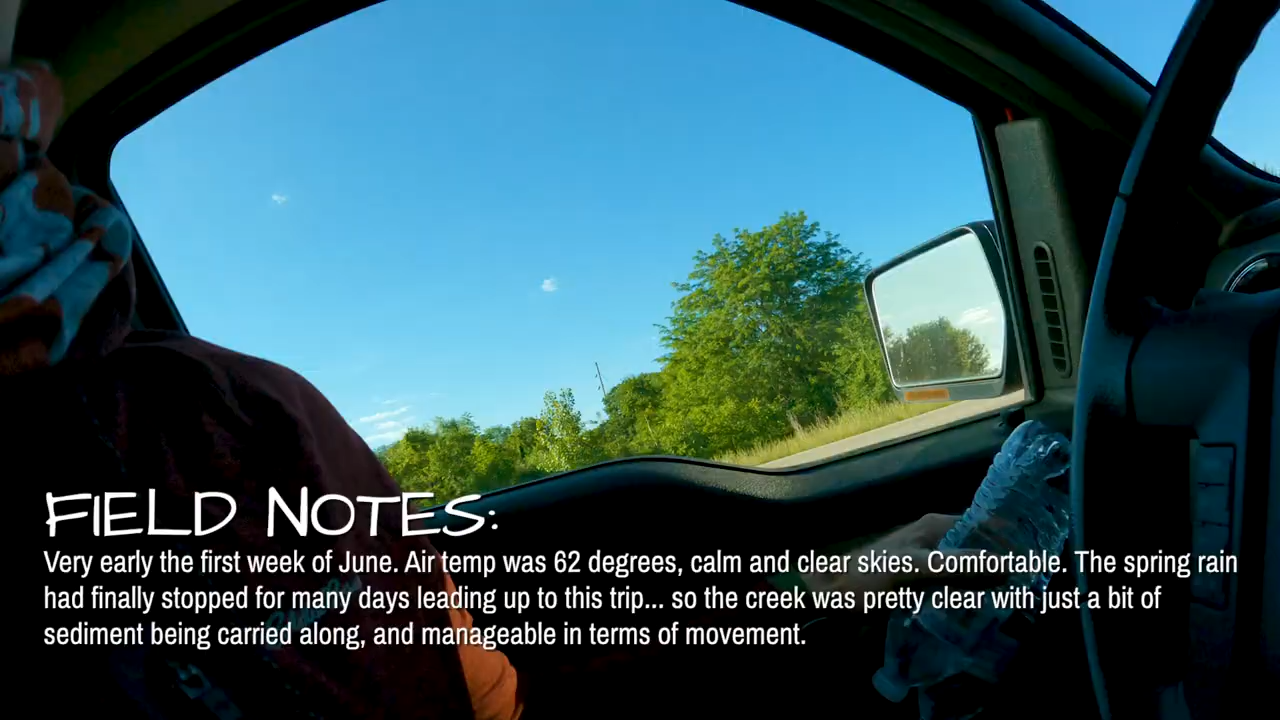 FIELD NOTES:
Very early the first week of June. Air temp was 62 degrees, calm and clear skies. Comfortable. The spring rain
had finally stopped for many days leading up to this trip... so the creek was pretty clear with just a bit of
sediment being carried along, and manageable in terms of movement.